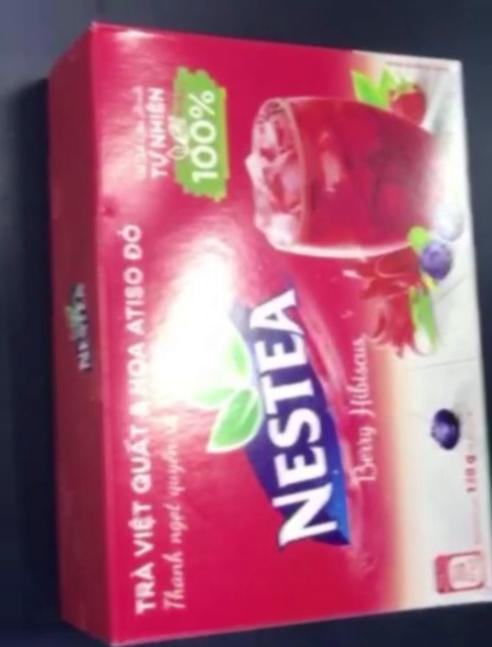 TRÀ VIỆT QUẤT & HOA ATISO ĐỎ
Thanh ngọt quyến rũ
TỰ NHIÊN
100%
NESTEA
Berry Hibiscus
NESTEA